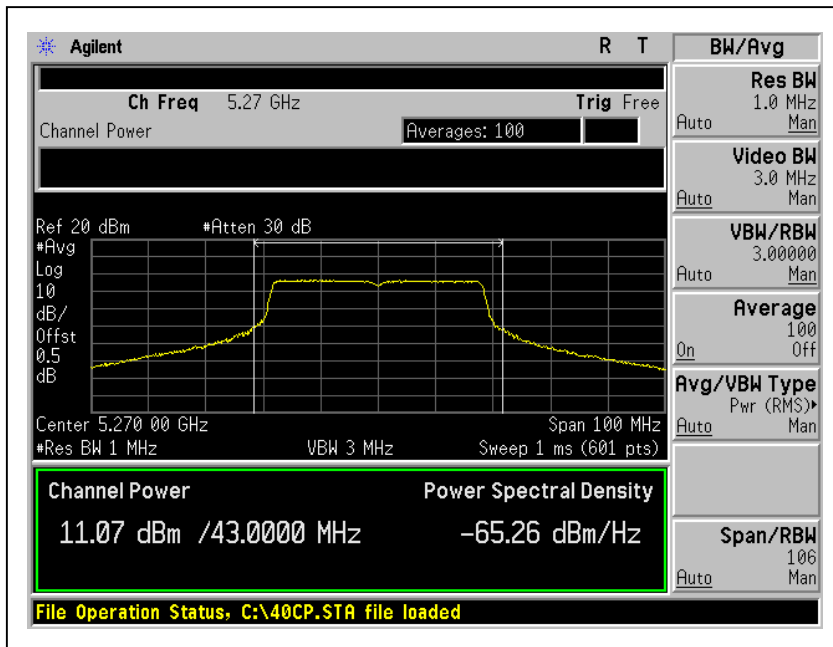 Agilent R T BW/Avg
Ch Freq 5.27 GHz Trig Free
Channel Power Averages: 100
Res BW
1.0 MHz
Auto Man
Video BW
3.0 MHz
Auto Man
VBW/RBW
3.00000
Auto Man
Average
100
On Off
Avg/VBW Type
Pwr (RMS)▸
Auto Man
Span/RBW
106
Auto Man
Ref 20 dBm #Atten 30 dB
#Avg
Log
10
dB/
Offst
0.5
dB
Center 5.270 00 GHz Span 100 MHz
#Res BW 1 MHz VBW 3 MHz Sweep 1 ms (601 pts)
Channel Power Power Spectral Density
11.07 dBm /43.0000 MHz -65.26 dBm/Hz
File Operation Status, C:\40CP.STA file loaded